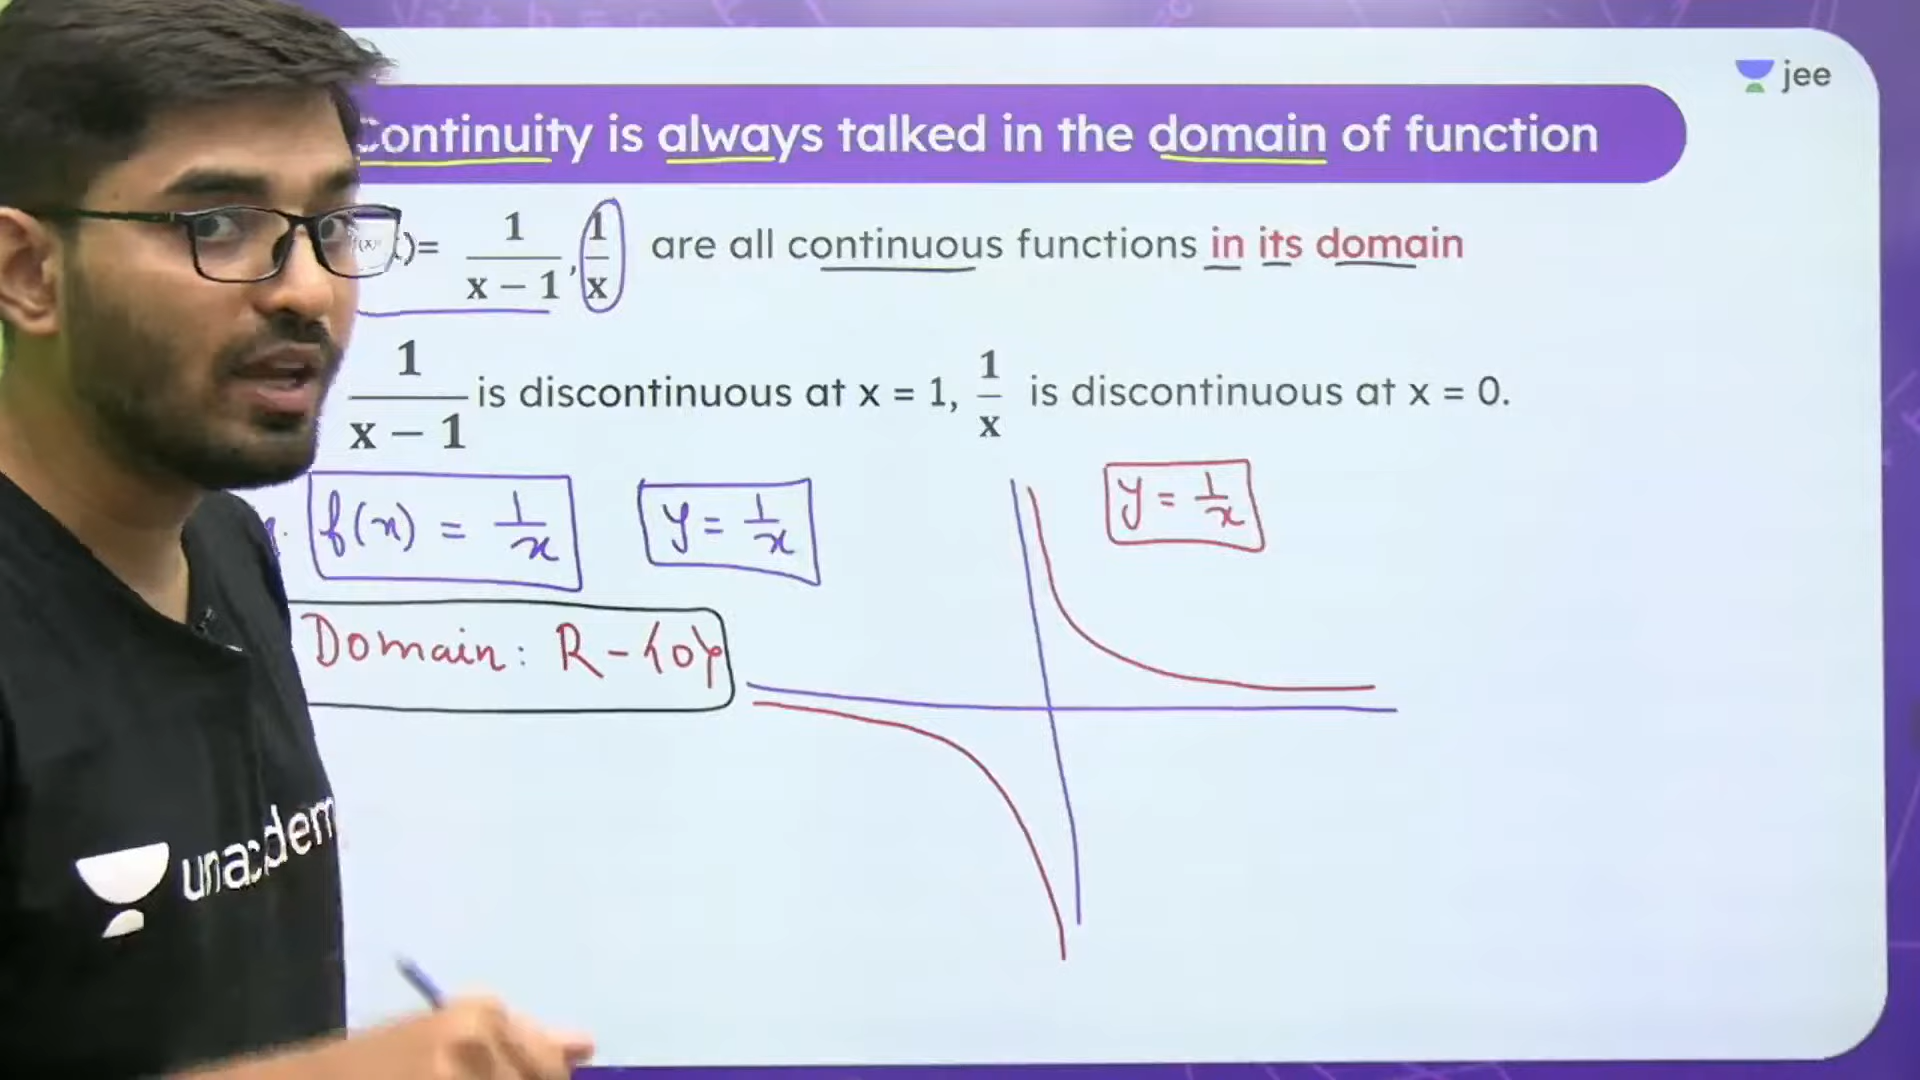 jee
Continuity is always talked in the domain of function
)= 1/(x – 1), 1/x are all continuous functions in its domain
1/(x – 1) is discontinuous at x = 1, 1/x is discontinuous at x = 0.
f(x) = 1/x
y = 1/x
y = 1/x
Domain: R - {0}
unacadem